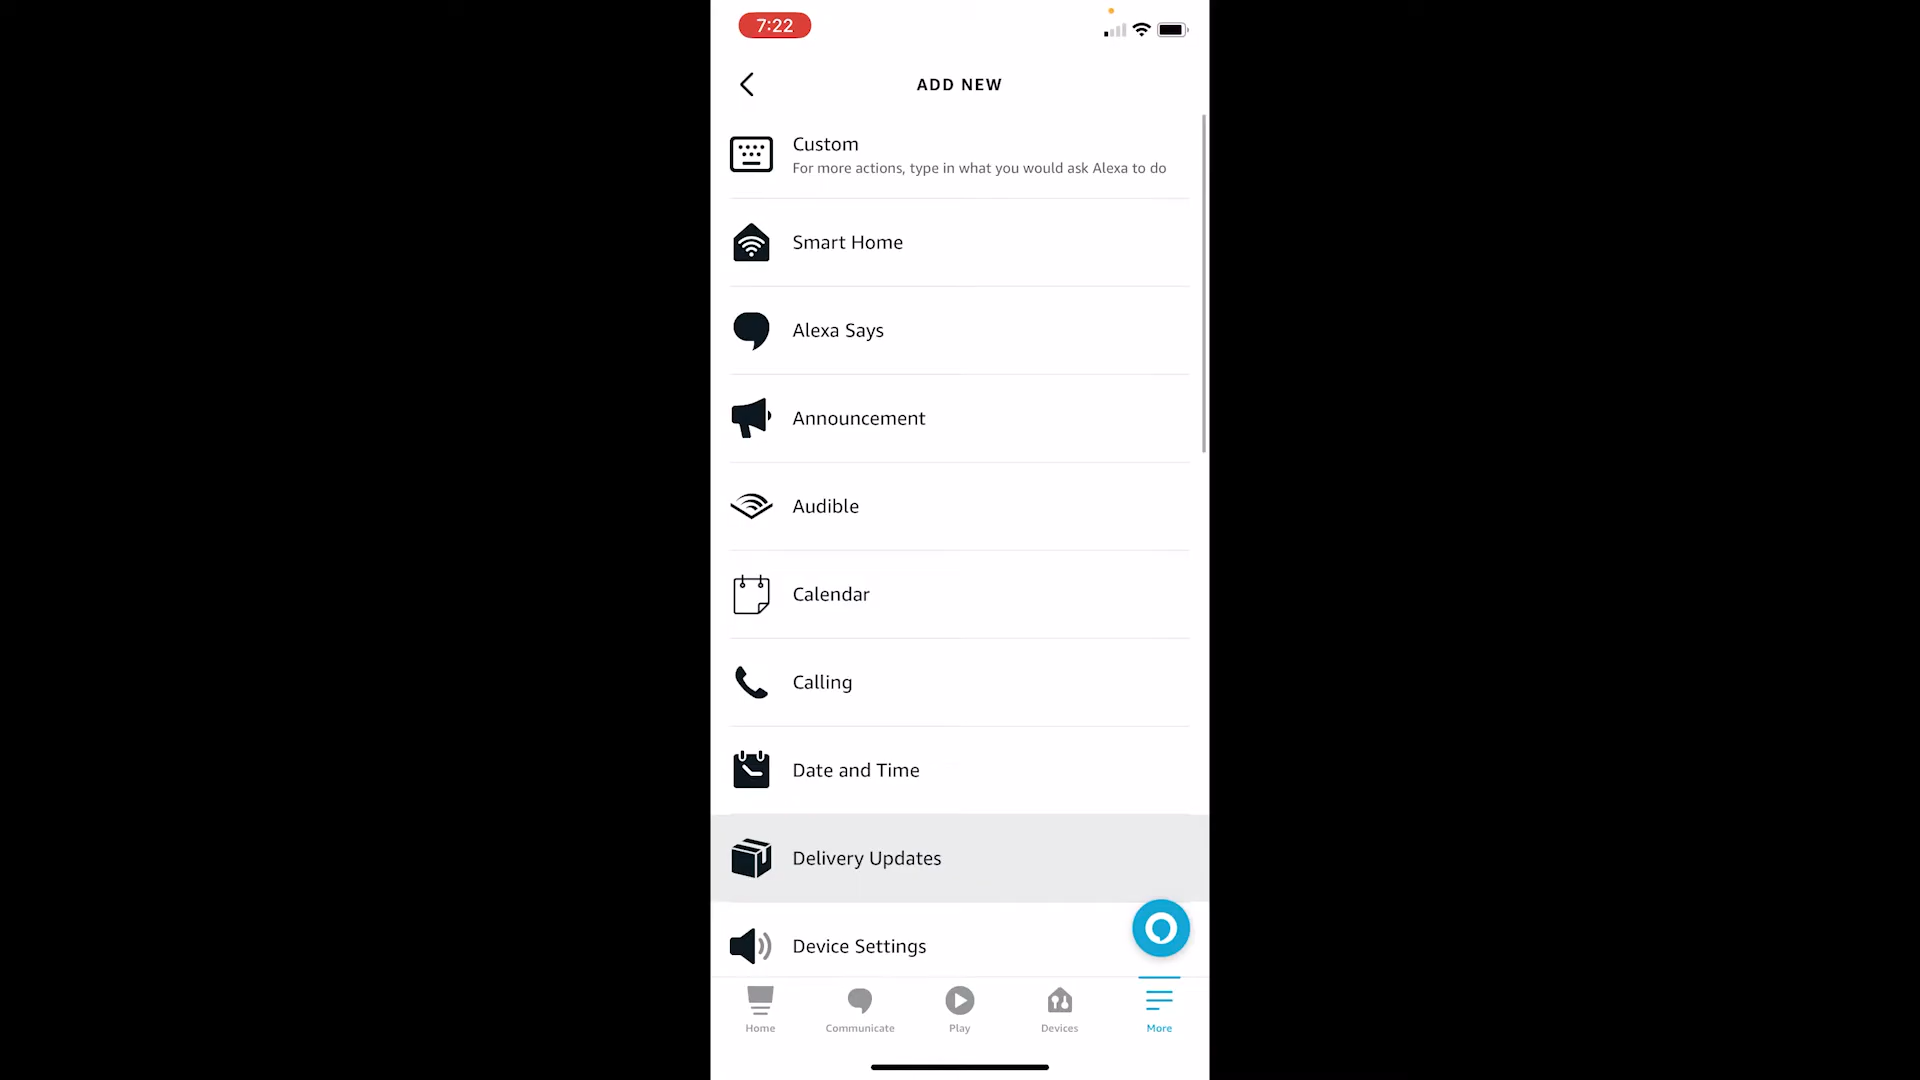 7:22
ADD NEW
Custom
For more actions, type in what you would ask Alexa to do
Smart Home
Alexa Says
Announcement
Audible
Calendar
Calling
Date and Time
Delivery Updates
Device Settings
Home
Communicate
Play
Devices
More